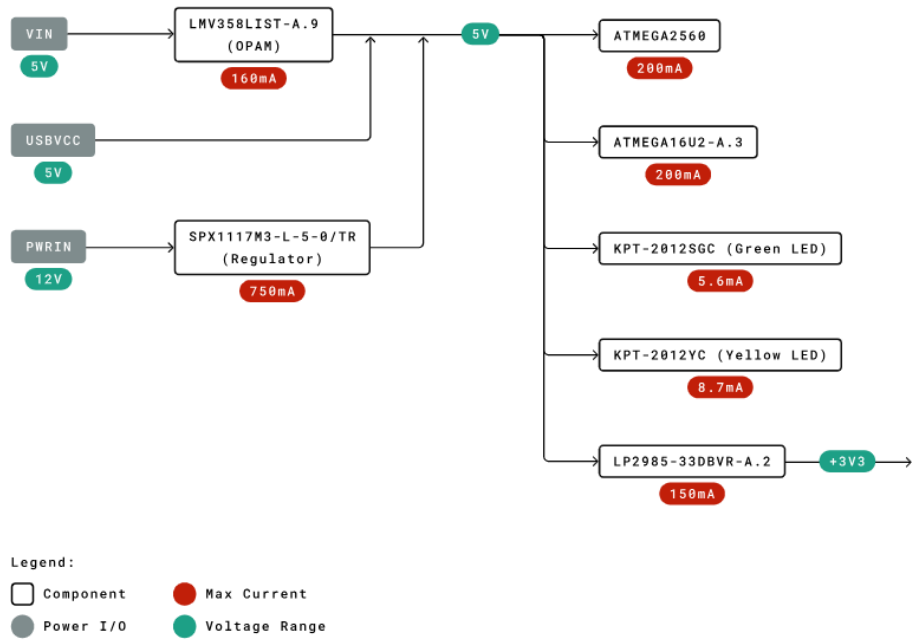 VIN
5V
LMV358LIST-A.9
(OPAM)
160mA
USBVCC
5V
PWRIN
12V
SPX1117M3-L-5-0/TR
(Regulator)
750mA
5V
ATMEGA2560
200mA
ATMEGA16U2-A.3
200mA
KPT-2012SGC (Green LED)
5.6mA
KPT-2012YC (Yellow LED)
8.7mA
LP2985-33DBVR-A.2
150mA
+3V3
Legend:
Component
Max Current
Power I/O
Voltage Range